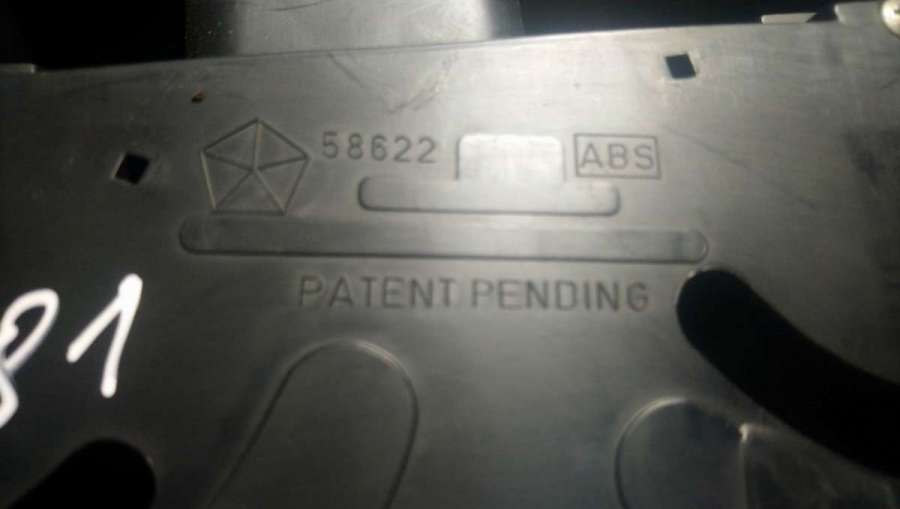 58622 ABS
PATENT PENDING
81